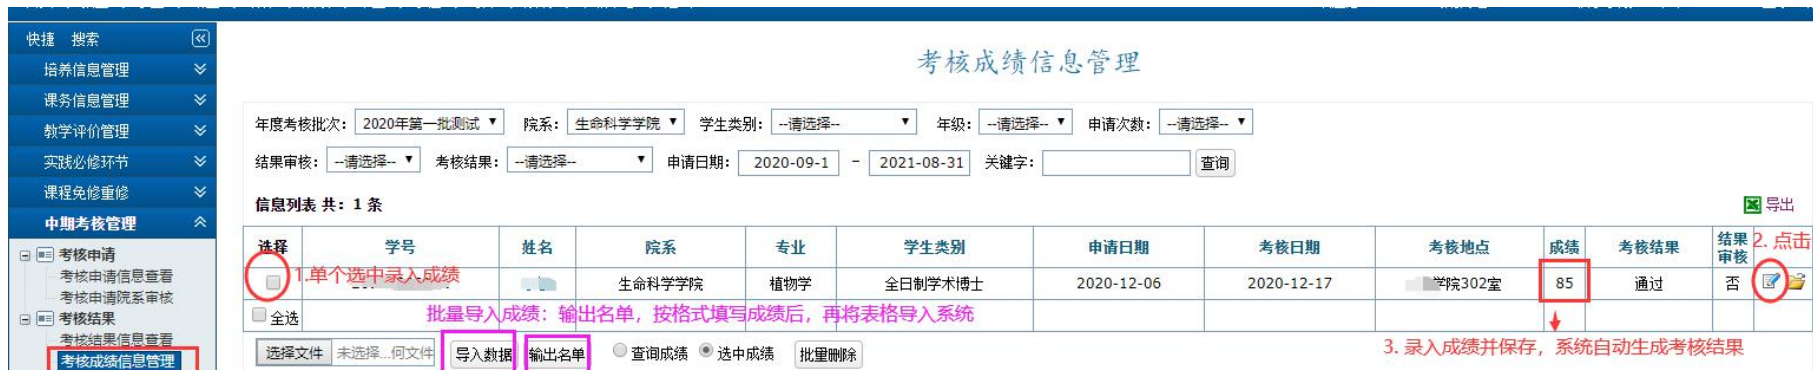 快捷 搜索
培养信息管理
课务信息管理
教学评价管理
实践必修环节
课程免修重修
中期考核管理
考核申请
考核申请信息查看
考核申请院系审核
考核结果
考核结果信息查看
考核成绩信息管理
考核成绩信息管理
年度考核批次: 2020年第一批测试 院系: 生命科学学院 学生类别: --请选择-- 年级: --请选择-- 申请次数: --请选择--
结果审核: --请选择-- 考核结果: --请选择-- 申请日期: 2020-09-1 - 2021-08-31 关键字: 查询
信息列表 共: 1 条
导出
选择 学号 姓名 院系 专业 学生类别 申请日期 考核日期 考核地点 成绩 考核结果 结果审核
2. 点击
1.单个选中录入成绩
生命科学学院 植物学 全日制学术博士 2020-12-06 2020-12-17 学院302室 85 通过 否
全选
批量导入成绩：输出名单，按格式填写成绩后，再将表格导入系统
选择文件 未选择...何文件 导入数据 输出名单 查询成绩 选中成绩 批量删除
3. 录入成绩并保存，系统自动生成考核结果